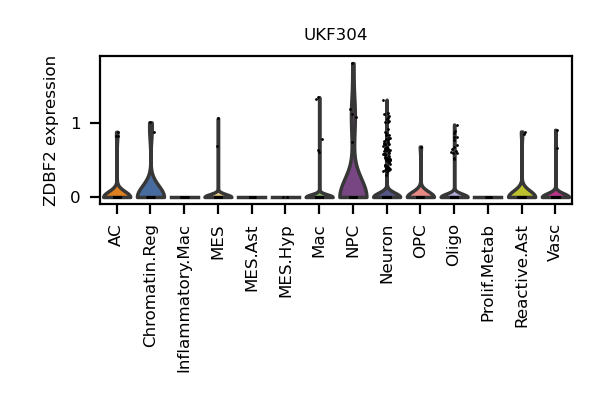 UKF304
ZDBF2 expression
1
0
AC
Chromatin.Reg
Inflammatory.Mac
MES
MES.Ast
MES.Hyp
Mac
NPC
Neuron
OPC
Oligo
Prolif.Metab
Reactive.Ast
Vasc